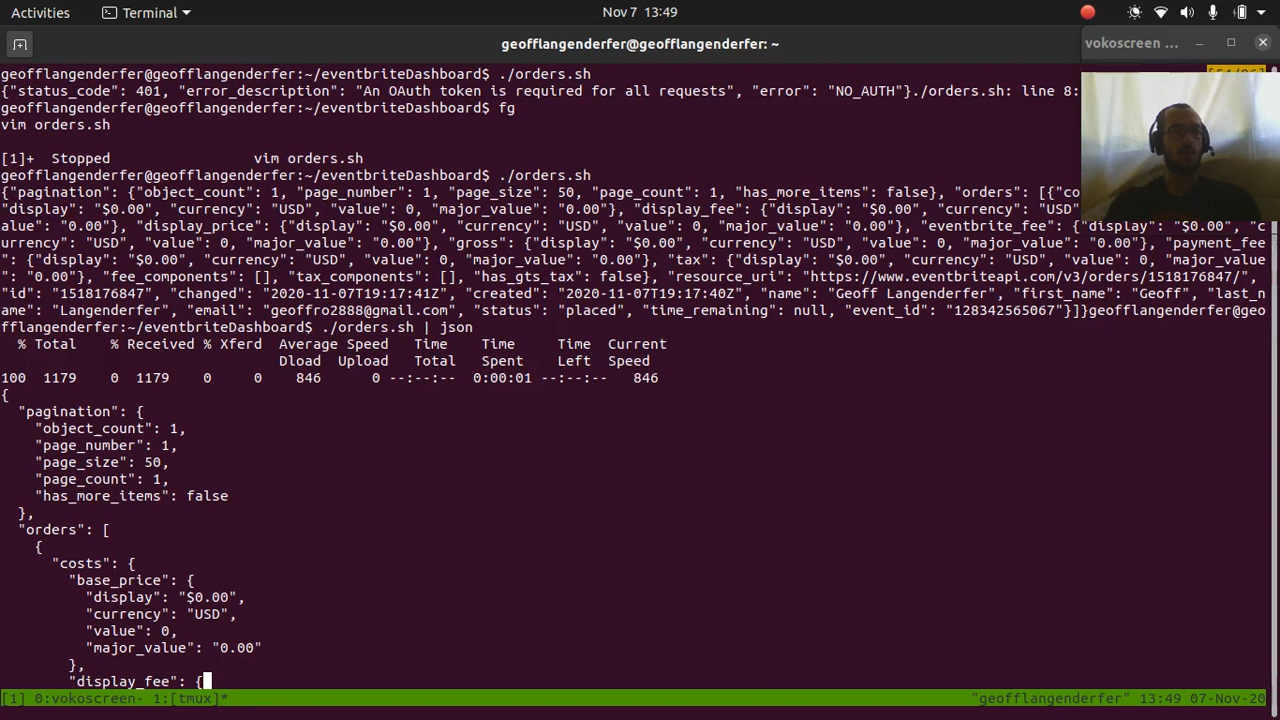 Activities Terminal Nov 7 13:49
geofflangenderfer@geofflangenderfer: ~ vokoscreen ...
geofflangenderfer@geofflangenderfer:~/eventbriteDashboard$ ./orders.sh
{"status_code": 401, "error_description": "An OAuth token is required for all requests", "error": "NO_AUTH"}./orders.sh: line 8:
geofflangenderfer@geofflangenderfer:~/eventbriteDashboard$ fg
vim orders.sh
[1]+  Stopped                 vim orders.sh
geofflangenderfer@geofflangenderfer:~/eventbriteDashboard$ ./orders.sh
{"pagination": {"object_count": 1, "page_number": 1, "page_size": 50, "page_count": 1, "has_more_items": false}, "orders": [{"co
"display": "$0.00", "currency": "USD", "value": 0, "major_value": "0.00"}, "display_fee": {"display": "$0.00", "currency": "USD"
alue": "0.00"}, "display_price": {"display": "$0.00", "currency": "USD", "value": 0, "major_value": "0.00"}, "eventbrite_fee": {"display": "$0.00", "c
urrency": "USD", "value": 0, "major_value": "0.00"}, "gross": {"display": "$0.00", "currency": "USD", "value": 0, "major_value": "0.00"}, "payment_fee
": {"display": "$0.00", "currency": "USD", "value": 0, "major_value": "0.00"}, "tax": {"display": "$0.00", "currency": "USD", "value": 0, "major_value"
: "0.00"}, "fee_components": [], "tax_components": [], "has_gts_tax": false}, "resource_uri": "https://www.eventbriteapi.com/v3/orders/1518176847/",
"id": "1518176847", "changed": "2020-11-07T19:17:41Z", "created": "2020-11-07T19:17:40Z", "name": "Geoff Langenderfer", "first_name": "Geoff", "last_n
ame": "Langenderfer", "email": "geoffro2888@gmail.com", "status": "placed", "time_remaining": null, "event_id": "128342565067"}]}geofflangenderfer@geo
fflangenderfer:~/eventbriteDashboard$ ./orders.sh | json
% Total    % Received % Xferd  Average Speed   Time    Time     Time  Current
Dload  Upload   Total   Spent    Left  Speed
100  1179    0  1179    0     0    846      0 --:--:--  0:00:01 --:--:--   846
{
"pagination": {
"object_count": 1,
"page_number": 1,
"page_size": 50,
"page_count": 1,
"has_more_items": false
},
"orders": [
{
"costs": {
"base_price": {
"display": "$0.00",
"currency": "USD",
"value": 0,
"major_value": "0.00"
},
"display_fee": {
[1] 0:vokoscreen- 1:[tmux]* "geofflangenderfer" 13:49 07-Nov-20